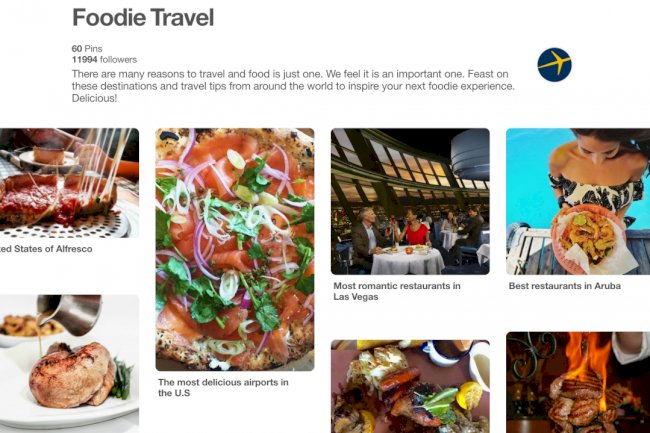 Foodie Travel
60 Pins
11994 followers
There are many reasons to travel and food is just one. We feel it is an important one. Feast on
these destinations and travel tips from around the world to inspire your next foodie experience.
Delicious!
ted States of Alfresco
Most romantic restaurants in
Las Vegas
Best restaurants in Aruba
The most delicious airports in
the U.S